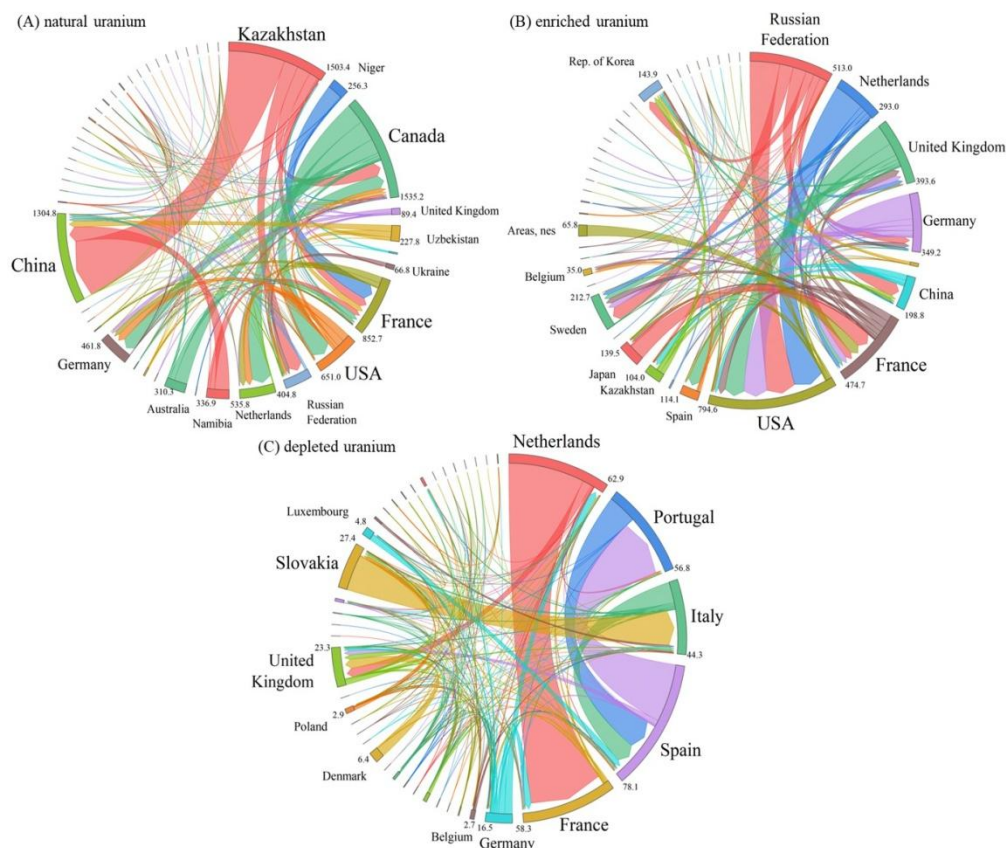 (A) natural uranium
Kazakhstan
1503.4
Niger
256.3
Canada
1535.2
United Kingdom
89.4
Uzbekistan
227.8
Ukraine
66.8
France
852.7
USA
651.0
Russian
Federation
404.8
Netherlands
535.8
Namibia
336.9
Australia
310.3
Germany
461.8
China
1304.8
(B) enriched uranium
Russian
Federation
513.0
Netherlands
293.0
United Kingdom
393.6
Germany
349.2
China
198.8
France
474.7
USA
794.6
Spain
114.1
Kazakhstan
104.0
Japan
139.5
Sweden
212.7
Belgium
35.0
Areas, nes
65.8
Rep. of Korea
143.9
(C) depleted uranium
Netherlands
62.9
Portugal
56.8
Italy
44.3
Spain
78.1
France
58.3
Germany
16.5
Belgium
2.7
Denmark
6.4
Poland
2.9
United
Kingdom
23.3
Slovakia
27.4
Luxembourg
4.8